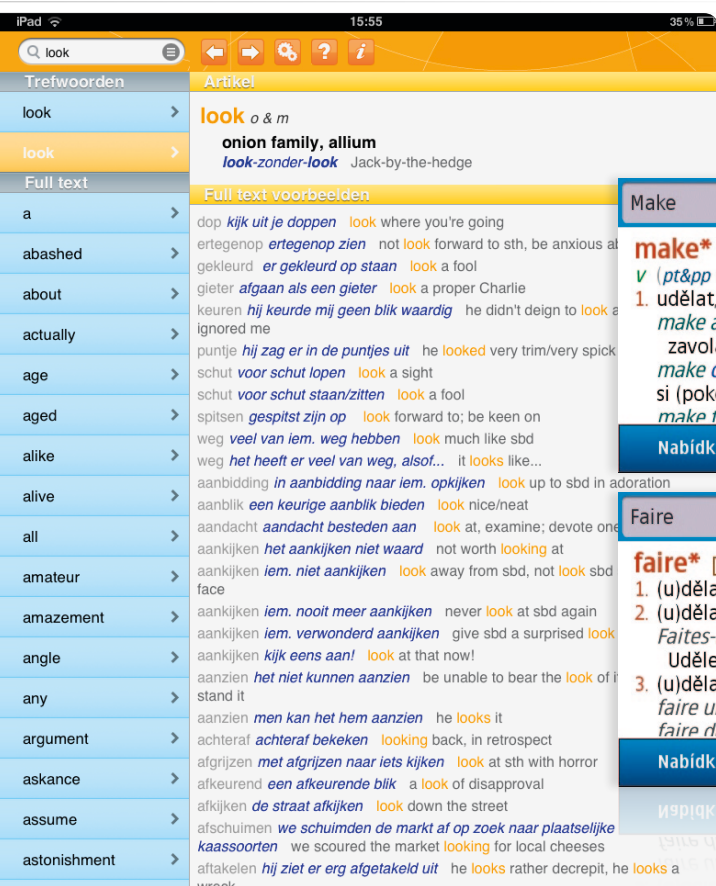 iPad 15:55 35%
look
Trefwoorden
look
look
Full text
a
abashed
about
actually
age
aged
alike
alive
all
amateur
amazement
angle
any
argument
askance
assume
astonishment
Artikel
look o & m
onion family, allium
look-zonder-look Jack-by-the-hedge
Full text voorbeelden
dop kijk uit je doppen look where you're going
ertegenop ertegenop zien not look forward to sth, be anxious
gekleurd er gekleurd op staan look a fool
gieter afgaan als een gieter look a proper Charlie
keuren hij keurde mij geen blik waardig he didn't deign to look
ignored me
puntje hij zag er in de puntjes uit he looked very trim/very spick
schut voor schut lopen look a sight
schut voor schut staan/zitten look a fool
spitsen gespitst zijn op look forward to; be keen on
weg veel van iem. weg hebben look much like sbd
weg het heeft er veel van weg, alsof... it looks like...
aanbidding in aanbidding naar iem. opkijken look up to sbd in adoration
aanblik een keurige aanblik bieden look nice/neat
aandacht aandacht besteden aan look at, examine; devote one
aankijken het aankijken niet waard not worth looking at
aankijken iem. niet aankijken look away from sbd, not look sbd
face
aankijken iem. nooit meer aankijken never look at sbd again
aankijken iem. verwonderd aankijken give sbd a surprised look
aankijken kijk eens aan! look at that now!
aanzien het niet kunnen aanzien be unable to bear the look of
stand it
aanzien men kan het hem aanzien he looks it
achteraf achteraf bekeken looking back, in retrospect
afgrijzen met afgrijzen naar iets kijken look at sth with horror
afkeurend een afkeurende blik a look of disapproval
afkijken de straat afkijken look down the street
afschuimen we schuimden de markt af op zoek naar plaatselijke
kaassoorten we scoured the market looking for local cheeses
aftakelen hij ziet er erg afgetakeld uit he looks rather decrepit, he looks a
Make
make*
v (pt&pp
1. udělat,
make
zavol
make
si (pok
make
Nabídk
Faire
faire* [
1. (u)děla
2. (u)děla
Faites-
Uděle
3. (u)děla
faire u
faire d
Nabídk